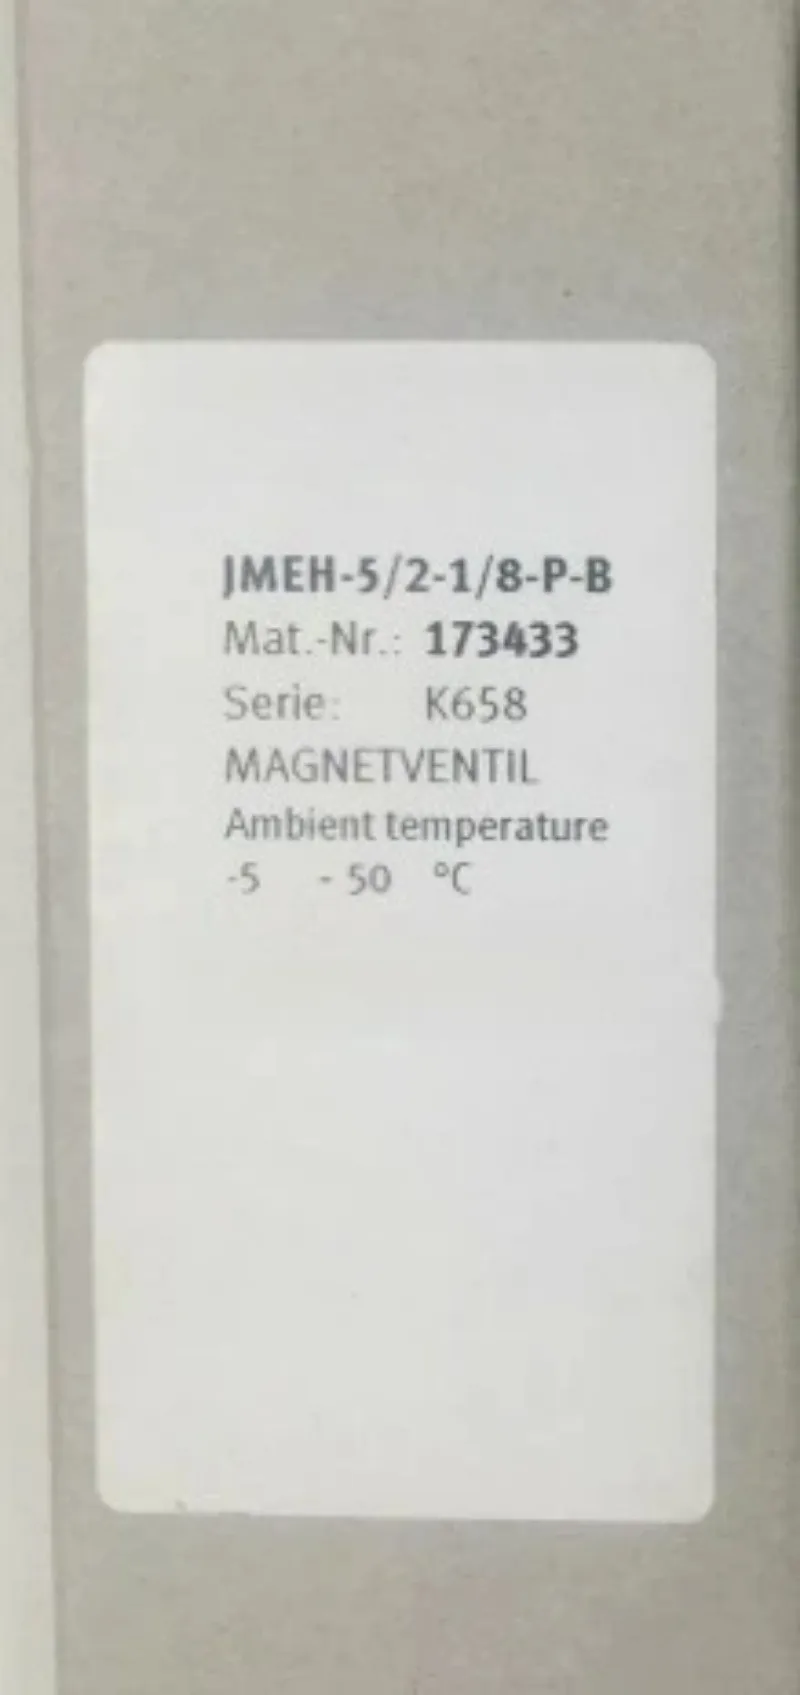 JMEH-5/2-1/8-P-B
Mat.-Nr.: 173433
Serie: K658
MAGNETVENTIL
Ambient temperature
-5 - 50 °C